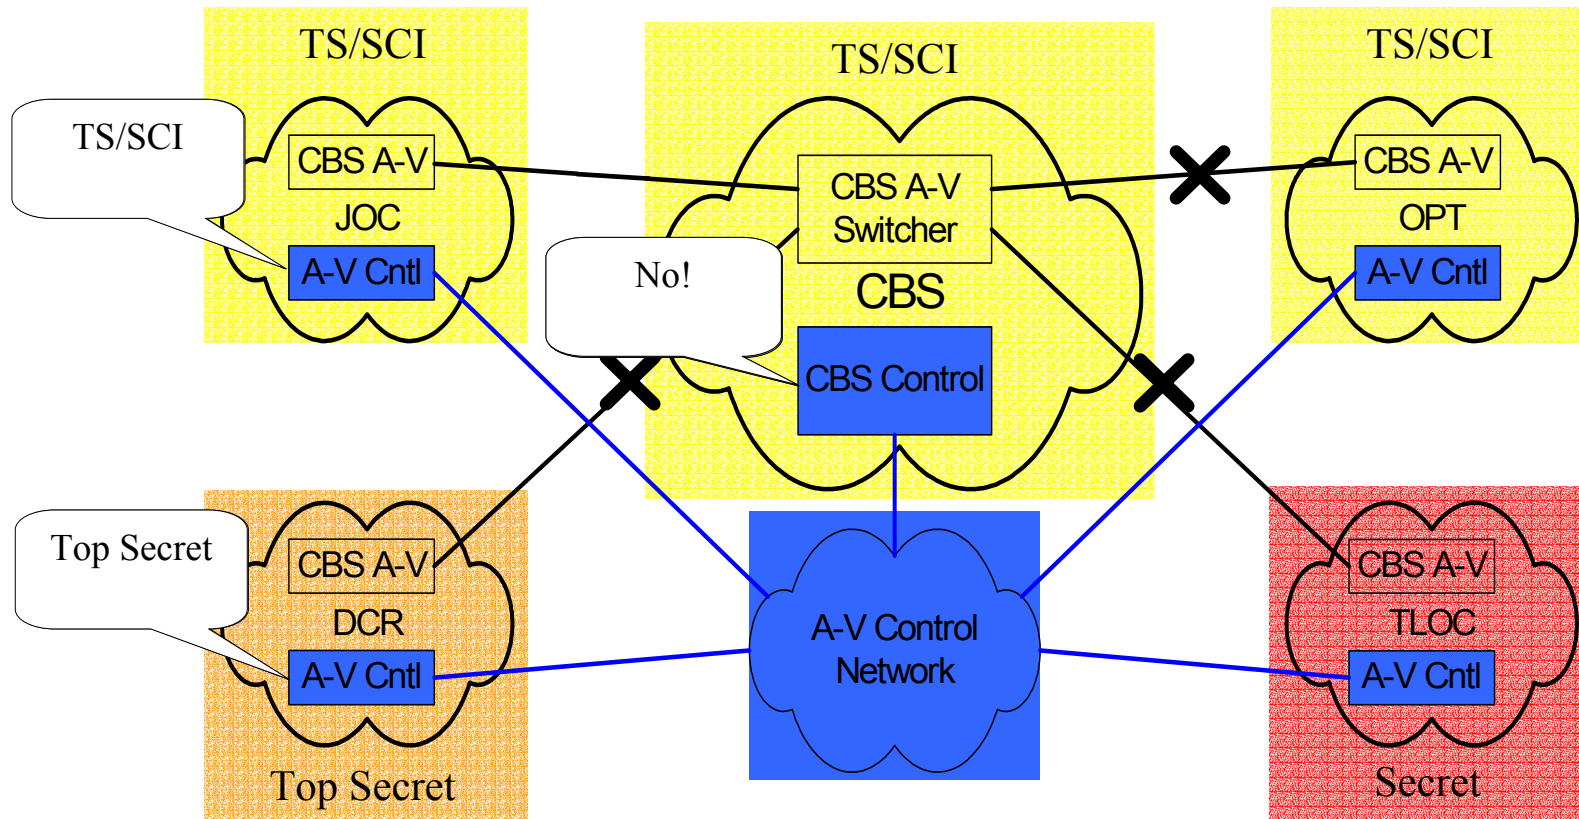 TS/SCI
TS/SCI
TS/SCI
TS/SCI
CBS A-V
JOC
A-V Cntl
CBS A-V
Switcher
CBS
CBS Control
No!
CBS A-V
OPT
A-V Cntl
Top Secret
CBS A-V
DCR
A-V Cntl
Top Secret
A-V Control
Network
CBS A-V
TLOC
A-V Cntl
Secret